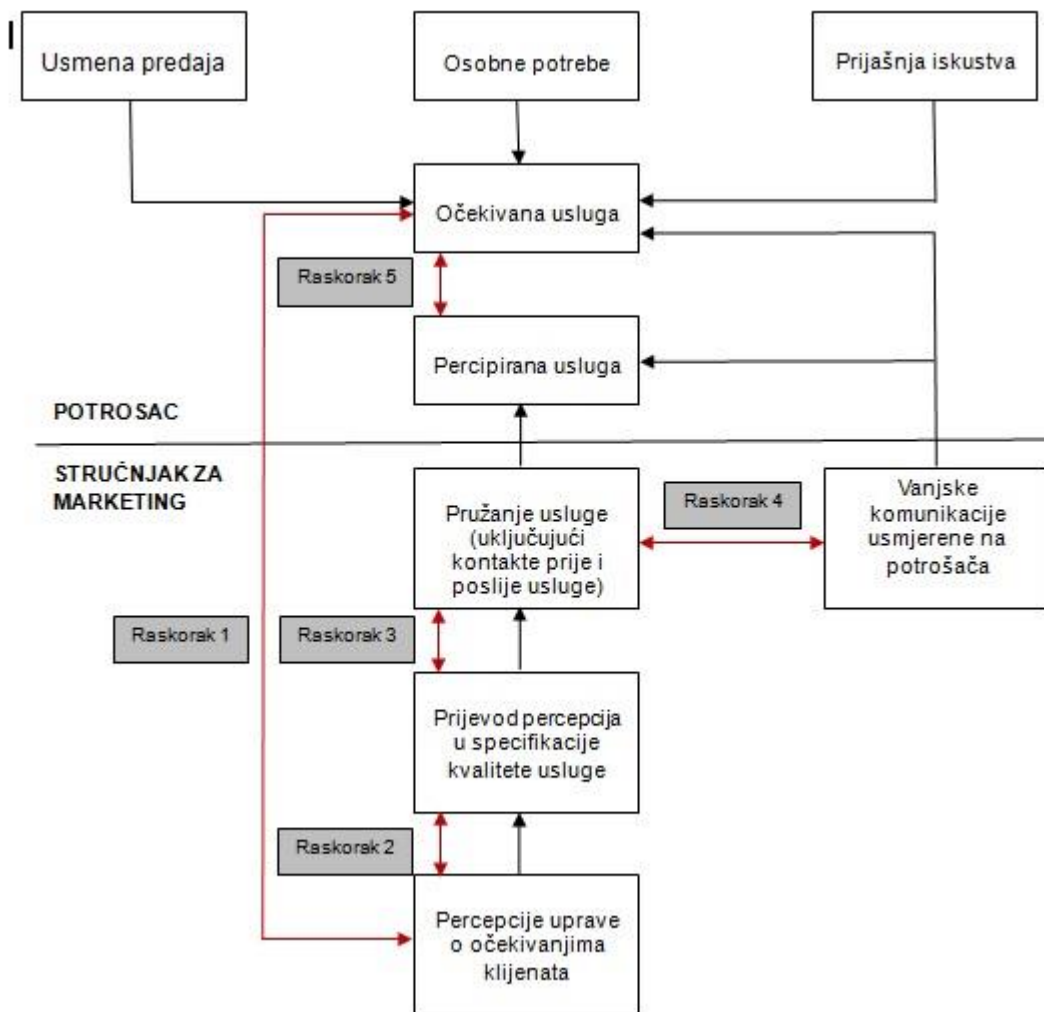 Usmena predaja
Osobne potrebe
Prijašnja iskustva
Očekivana usluga
Raskorak 5
Percipirana usluga
POTROSAC
STRUĆNJAK ZA
MARKETING
Pružanje usluge
(uključujući
kontakte prije i
poslije usluge)
Raskorak 4
Vanjske
komunikacije
usmjerene na
potrošača
Raskorak 1
Raskorak 3
Prijevod percepcija
u specifikacije
kvalitete usluge
Raskorak 2
Percepcije uprave
o očekivanjima
klijenata